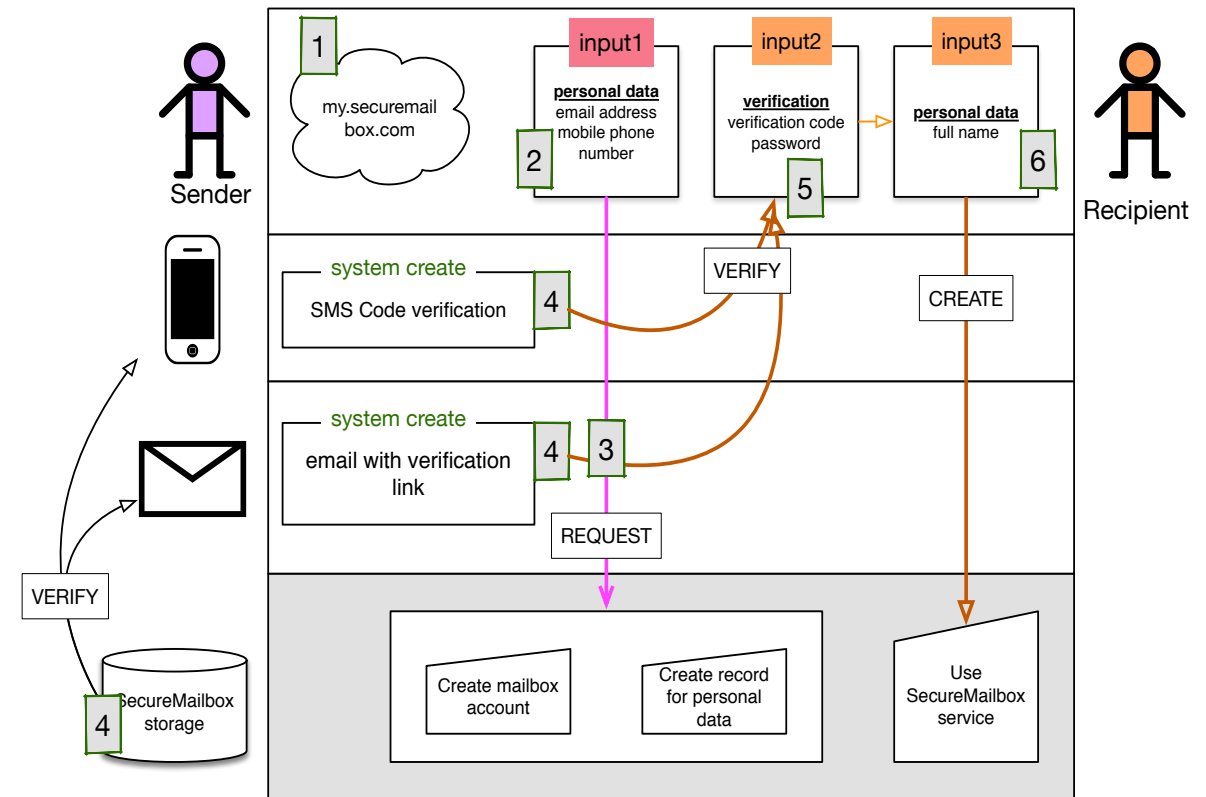 1
my.securemail
box.com
Sender
input1
personal data
email address
mobile phone
number
2
input2
verification
verification code
password
5
input3
personal data
full name
6
Recipient
system create
SMS Code verification
4
VERIFY
CREATE
system create
email with verification
link
4
3
REQUEST
VERIFY
SecureMailbox
storage
4
Create mailbox
account
Create record
for personal
data
Use
SecureMailbox
service